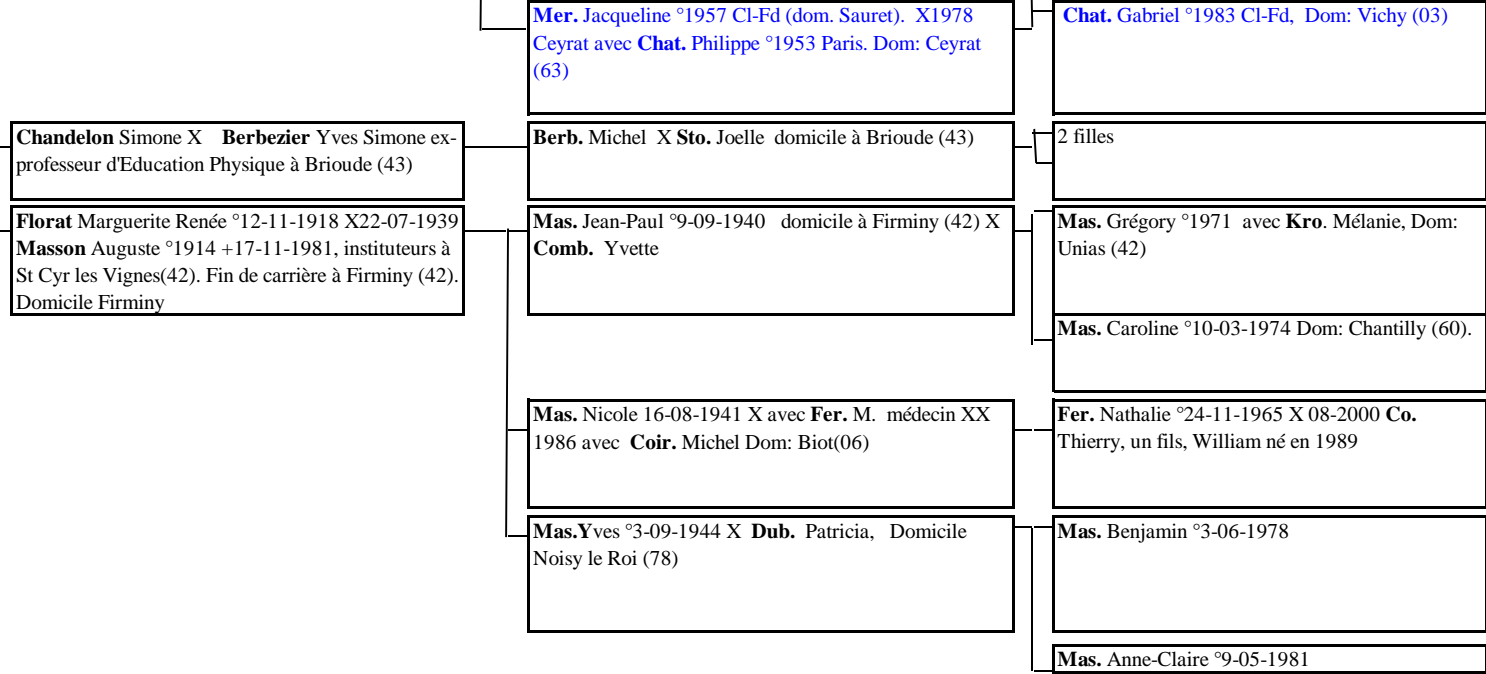 Mer. Jacqueline °1957 Cl-Fd (dom. Sauret). X1978
Ceyrat avec Chat. Philippe °1953 Paris. Dom: Ceyrat
(63)
Chat. Gabriel °1983 Cl-Fd, Dom: Vichy (03)
Chandelon Simone X Berbezier Yves Simone ex-
professeur d'Education Physique à Brioude (43)
Berb. Michel X Sto. Joelle domicile à Brioude (43)
2 filles
Florat Marguerite Renée °12-11-1918 X22-07-1939
Masson Auguste °1914 +17-11-1981, instituteurs à
St Cyr les Vignes(42). Fin de carrière à Firminy (42).
Domicile Firminy
Mas. Jean-Paul °9-09-1940 domicile à Firminy (42) X
Comb. Yvette
Mas. Grégory °1971 avec Kro. Mélanie, Dom:
Unias (42)
Mas. Caroline °10-03-1974 Dom: Chantilly (60).
Mas. Nicole 16-08-1941 X avec Fer. M. médecin XX
1986 avec Coir. Michel Dom: Biot(06)
Fer. Nathalie °24-11-1965 X 08-2000 Co.
Thierry, un fils, William né en 1989
Mas.Yves °3-09-1944 X Dub. Patricia, Domicile
Noisy le Roi (78)
Mas. Benjamin °3-06-1978
Mas. Anne-Claire °9-05-1981